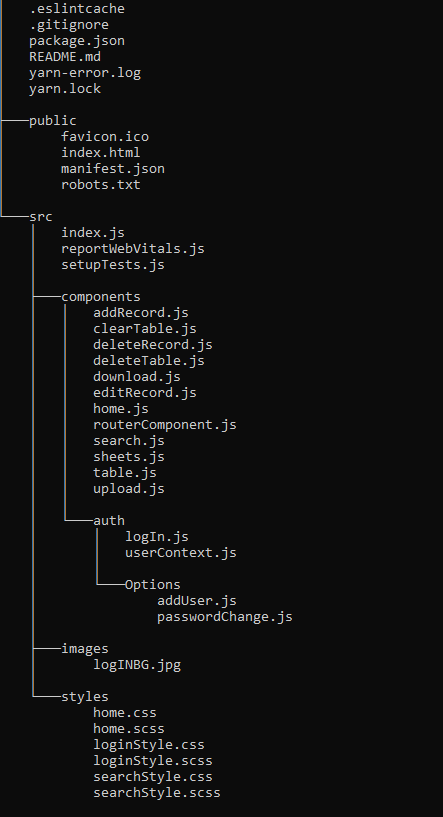 .eslintcache
.gitignore
package.json
README.md
yarn-error.log
yarn.lock
public
favicon.ico
index.html
manifest.json
robots.txt
src
index.js
reportWebVitals.js
setupTests.js
components
addRecord.js
clearTable.js
deleteRecord.js
deleteTable.js
download.js
editRecord.js
home.js
routerComponent.js
search.js
sheets.js
table.js
upload.js
auth
logIn.js
userContext.js
Options
addUser.js
passwordChange.js
images
logINBG.jpg
styles
home.css
home.scss
loginStyle.css
loginStyle.scss
searchStyle.css
searchStyle.scss